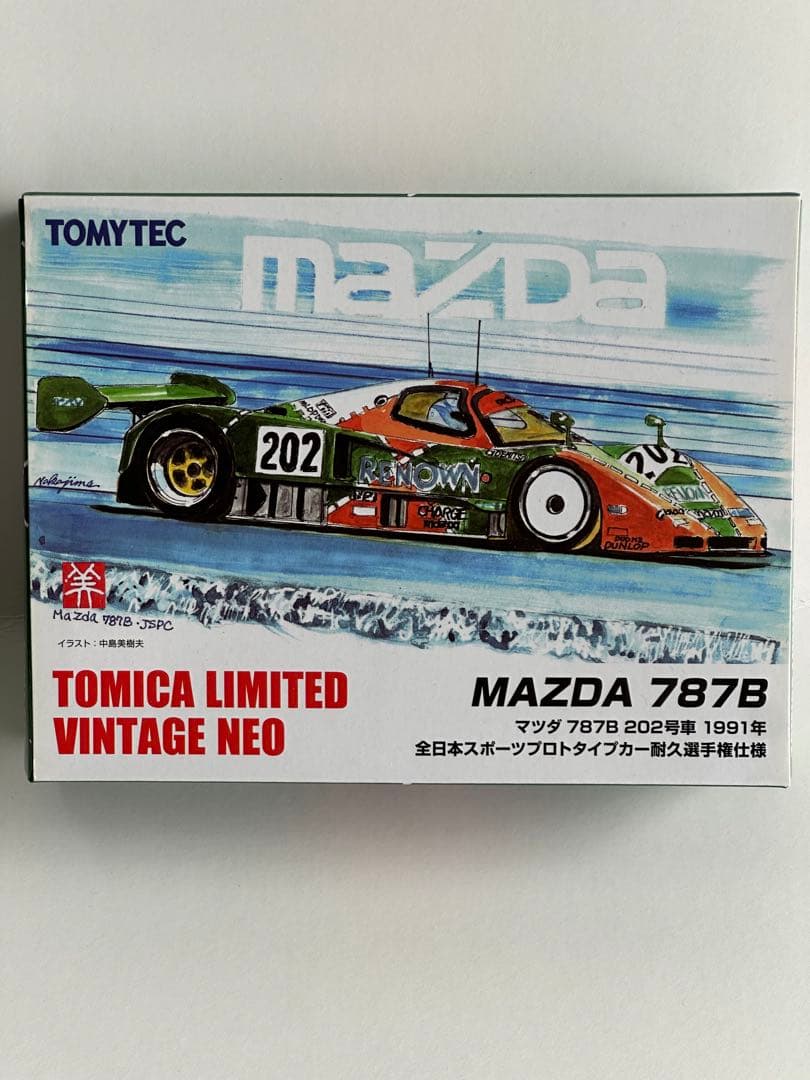 TOMYTEC
mazda
202
RENOWN
CHARGE
DUNLOP
202
RENOWN
Nakajima
美
Mazda 787B・JSPC
イラスト：中島美樹夫
TOMICA LIMITED
VINTAGE NEO
MAZDA 787B
マツダ 787B 202号車 1991年
全日本スポーツプロトタイプカー耐久選手権仕様